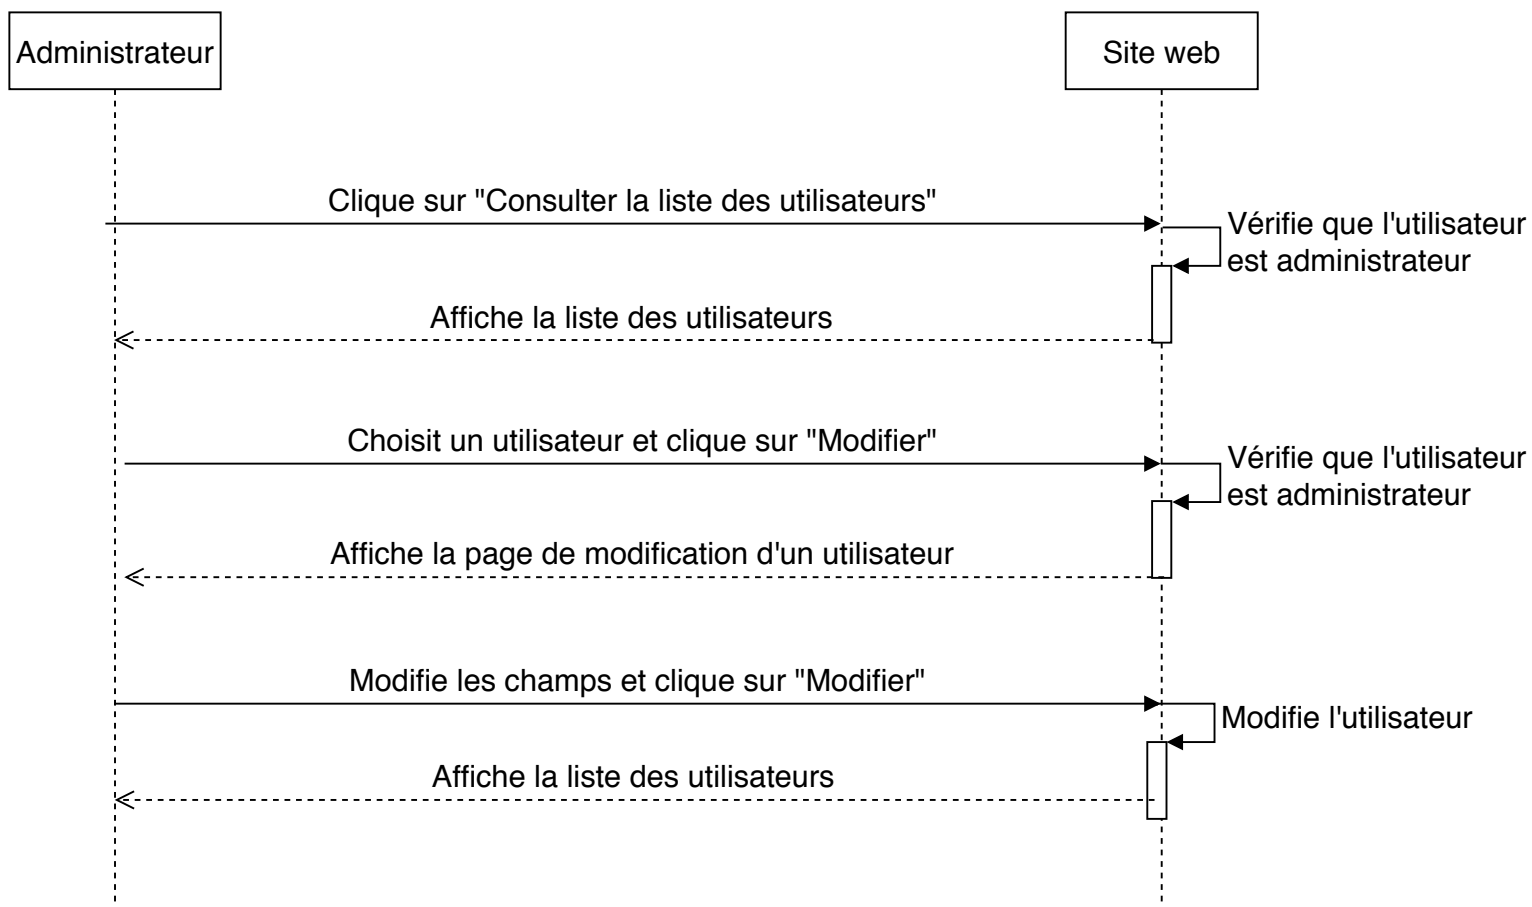 Administrateur
Site web
Clique sur "Consulter la liste des utilisateurs"
Vérifie que l'utilisateur
est administrateur
Affiche la liste des utilisateurs
Choisit un utilisateur et clique sur "Modifier"
Vérifie que l'utilisateur
est administrateur
Affiche la page de modification d'un utilisateur
Modifie les champs et clique sur "Modifier"
Modifie l'utilisateur
Affiche la liste des utilisateurs